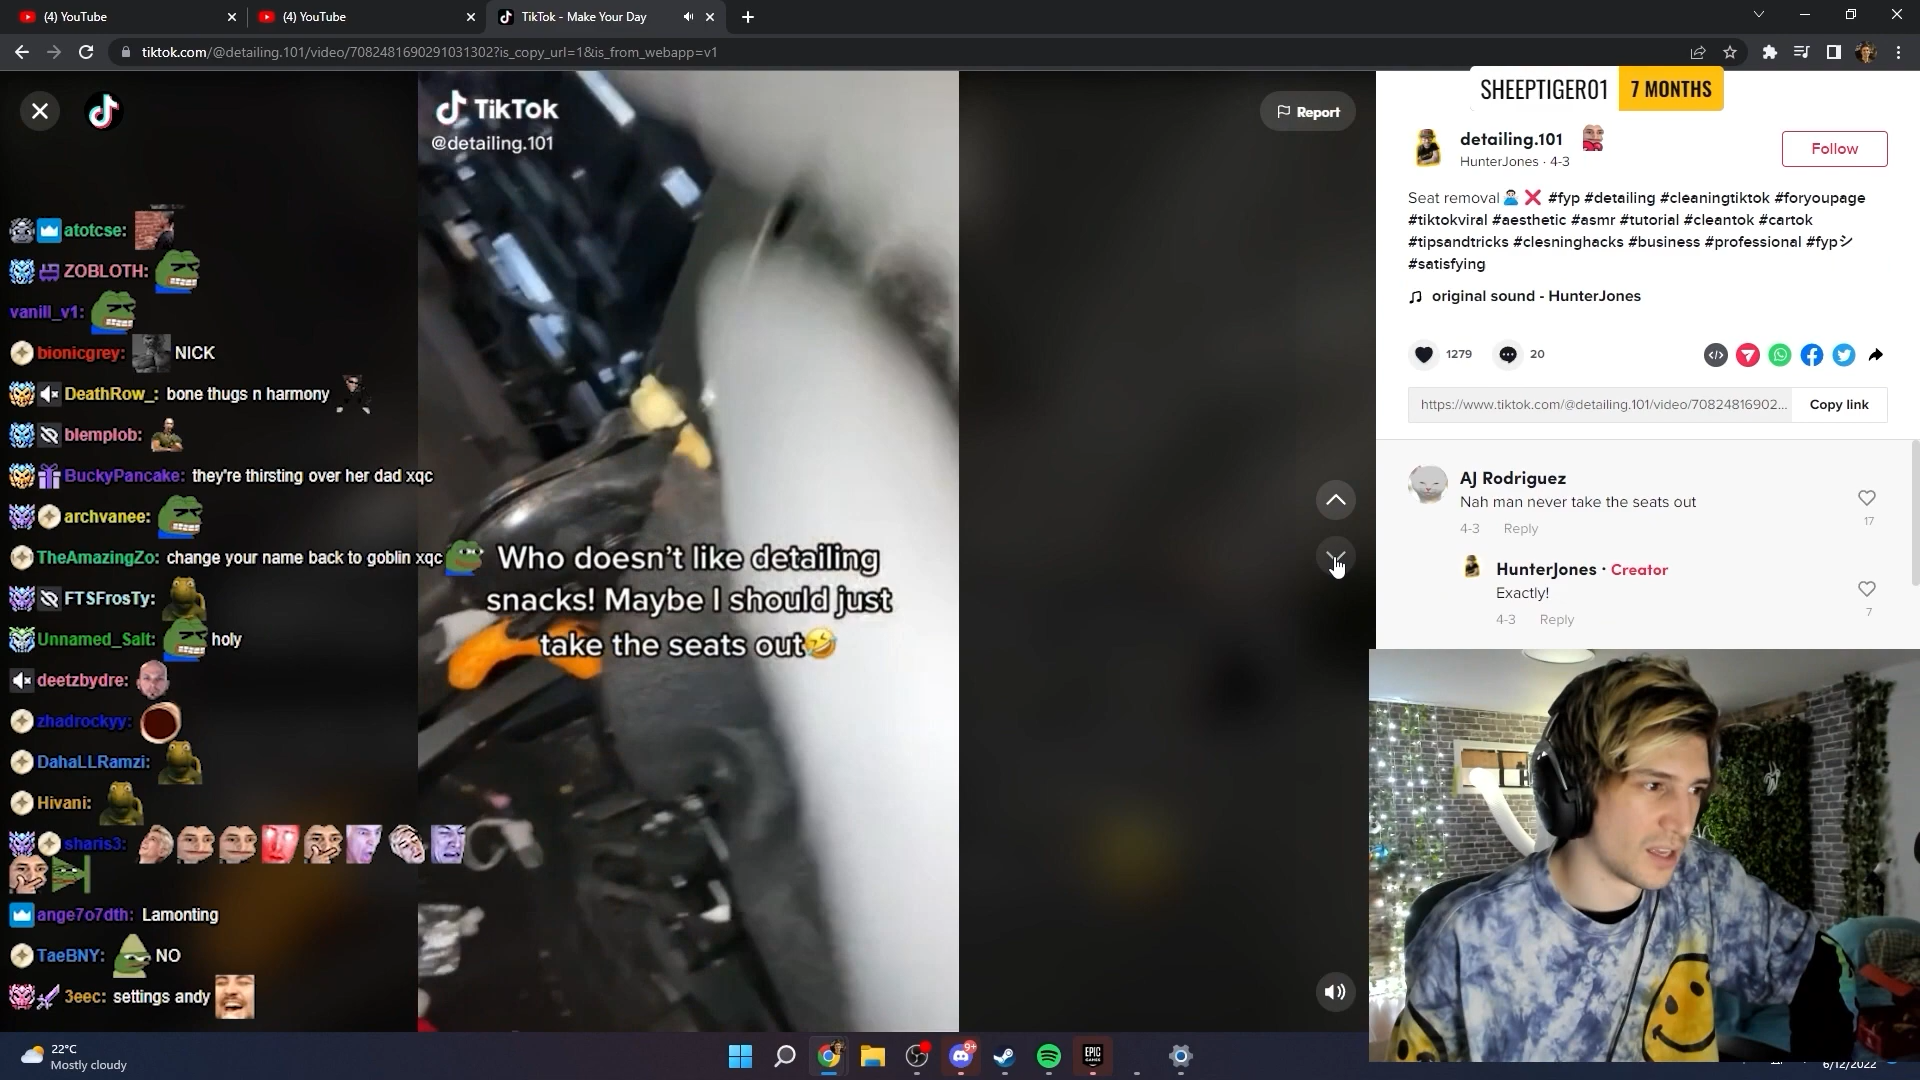 (4) YouTube
(4) YouTube
TikTok - Make Your Day
tiktok.com/@detailing.101/video/7082481690291031302?is_copy_url=1&is_from_webapp=v1
TikTok
@detailing.101
Report
atotcse:
ZOBLOTH:
vanill_v1:
bionicgrey: NICK
DeathRow_: bone thugs n harmony
blemplob:
BuckyPancake: they're thirsting over her dad xqc
archvanee:
TheAmazingZo: change your name back to goblin xqc
FTSFrosTy:
Unnamed_Salt: holy
deetzbydre:
zhadrockyy:
DahaLLRamzi:
Hivani:
sharis3:
ange7o7dth: Lamonting
TaeBNY: NO
3eec: settings andy
Who doesn't like detailing
snacks! Maybe I should just
take the seats out🤣
SHEEPTIGER01 7 MONTHS
detailing.101
HunterJones · 4-3
Follow
Seat removal🤷🏻‍♂️ ❌ #fyp #detailing #cleaningtiktok #foryoupage
#tiktokviral #aesthetic #asmr #tutorial #cleantok #cartok
#tipsandtricks #clesninghacks #business #professional #fypシ
#satisfying
original sound - HunterJones
1279
20
https://www.tiktok.com/@detailing.101/video/70824816902...
Copy link
AJ Rodriguez
Nah man never take the seats out
4-3 Reply
17
HunterJones · Creator
Exactly!
4-3 Reply
7
22°C
Mostly cloudy
9+
EPIC
GAMES
6/12/2022